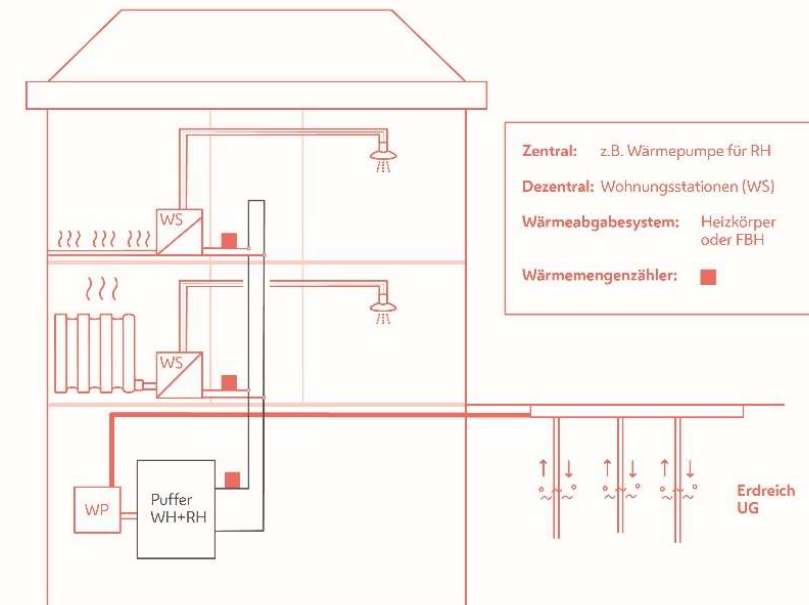 WS
WS
WP
Puffer
WH+RH
Zentral: z.B. Wärmepumpe für RH
Dezentral: Wohnungsstationen (WS)
Wärmeabgabesystem: Heizkörper
oder FBH
Wärmemengenzähler:
Erdreich
UG